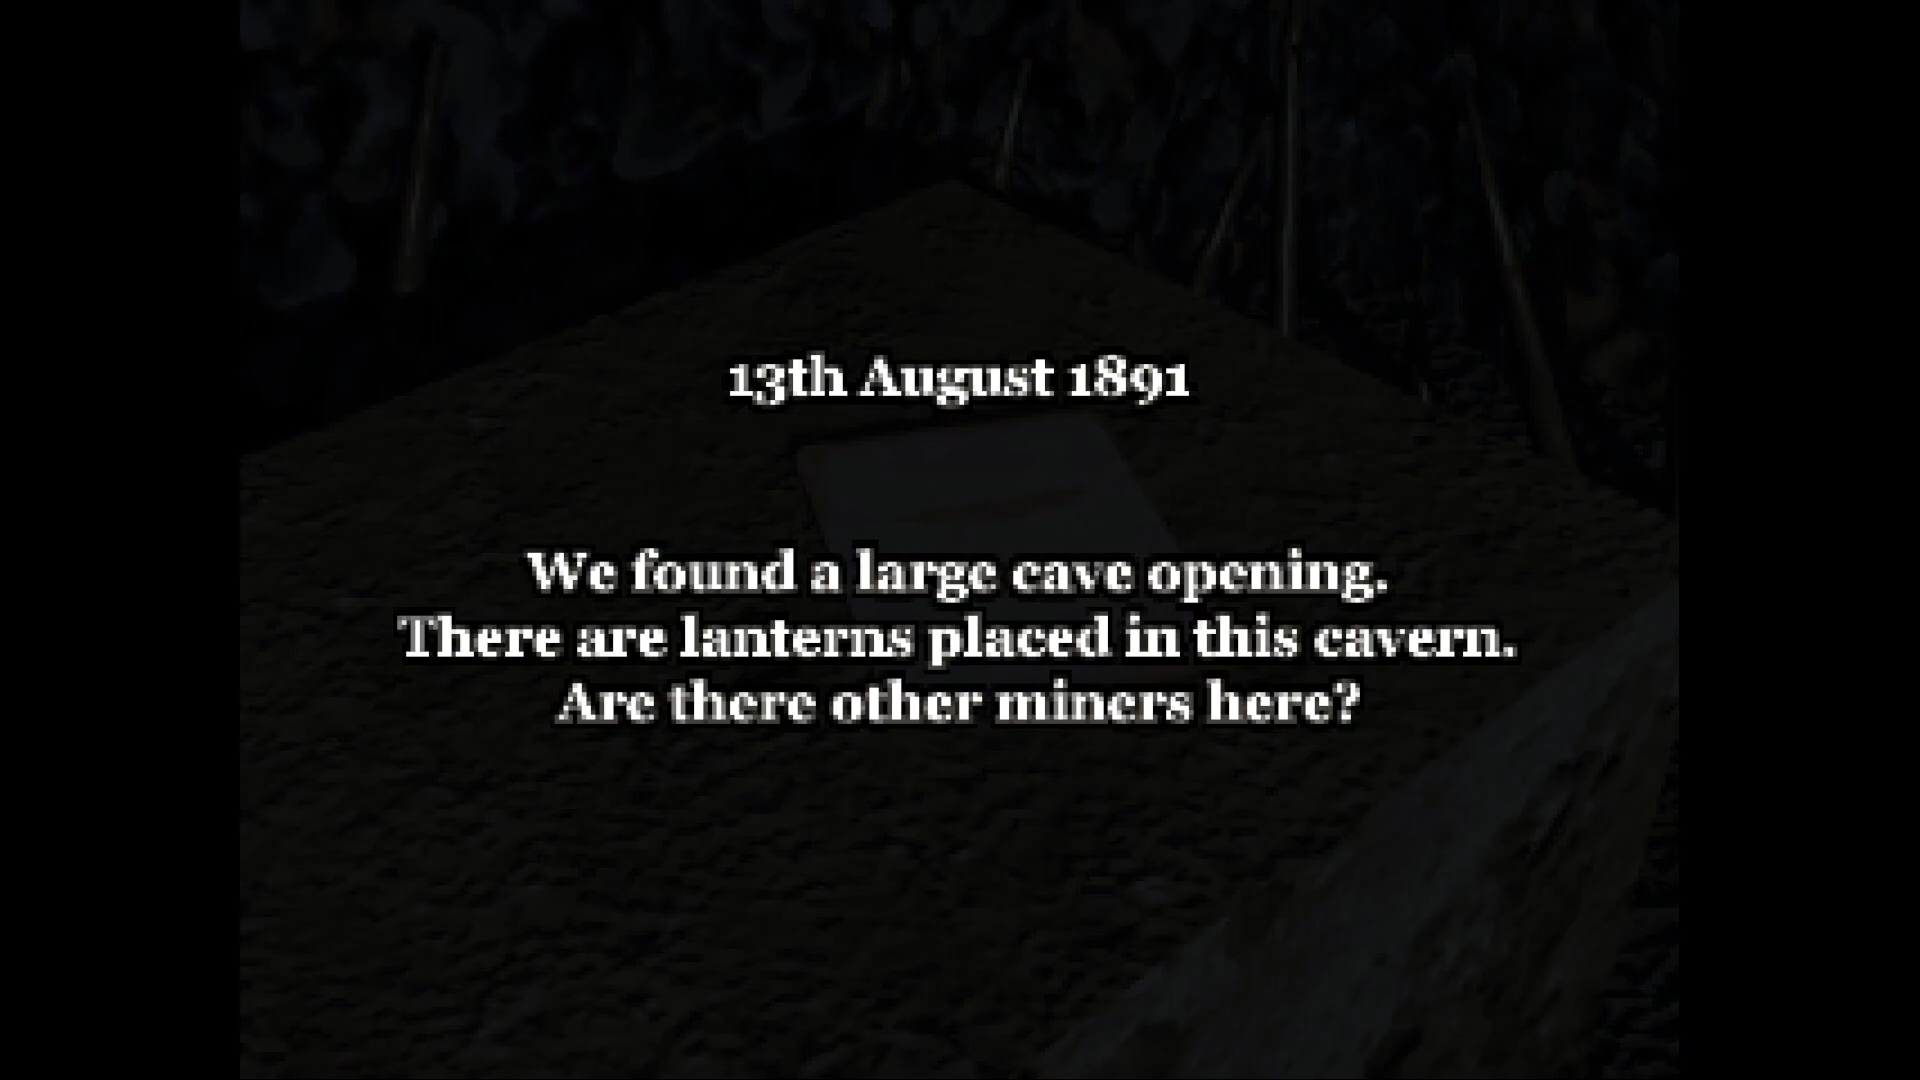 13th August 1891
We found a large cave opening.
There are lanterns placed in this cavern.
Are there other miners here?